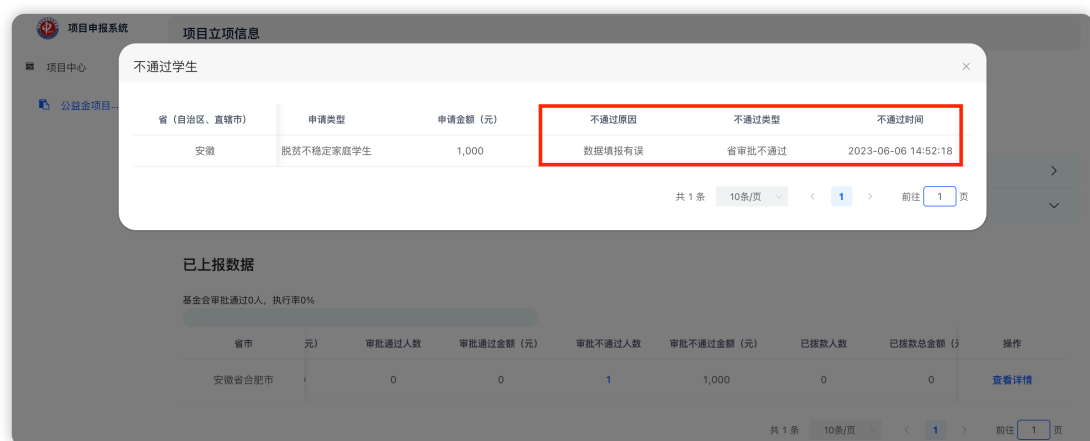 项目申报系统
项目立项信息
项目中心
公益金项目...
不通过学生
省（自治区、直辖市） 申请类型 申请金额（元） 不通过原因 不通过类型 不通过时间
安徽 脱贫不稳定家庭学生 1,000 数据填报有误 省审批不通过 2023-06-06 14:52:18
共 1 条 10条/页 1 前往 1 页
已上报数据
基金会审批通过0人，执行率0%
省市 元） 审批通过人数 审批通过金额（元） 审批不通过人数 审批不通过金额（元） 已拨款人数 已拨款总金额 操作
安徽省合肥市 0 0 1 1,000 0 0 查看详情
共 1 条 10条/页 1 前往 1 页